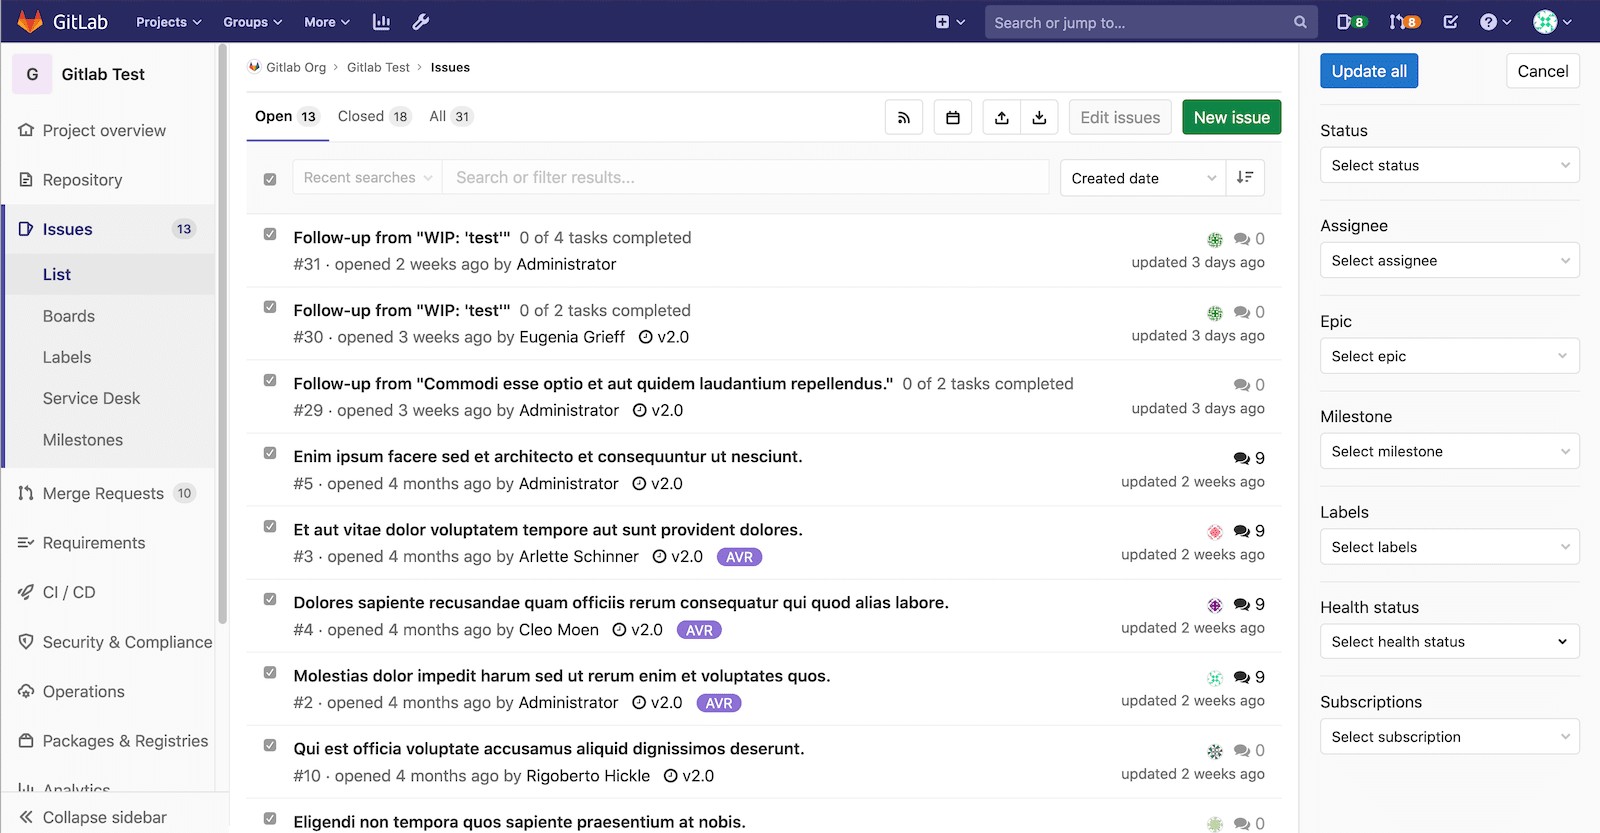 GitLab
Projects
Groups
More
Search or jump to...
8
8
G
Gitlab Test
Project overview
Repository
Issues 13
List
Boards
Labels
Service Desk
Milestones
Merge Requests 10
Requirements
CI / CD
Security & Compliance
Operations
Packages & Registries
Analytics
Collapse sidebar
Gitlab Org › Gitlab Test › Issues
Open 13 Closed 18 All 31
Edit issues
New issue
Recent searches
Search or filter results...
Created date
Follow-up from "WIP: 'test'" 0 of 4 tasks completed
0
#31 · opened 2 weeks ago by Administrator
updated 3 days ago
Follow-up from "WIP: 'test'" 0 of 2 tasks completed
0
#30 · opened 3 weeks ago by Eugenia Grieff v2.0
updated 3 days ago
Follow-up from "Commodi esse optio et aut quidem laudantium repellendus." 0 of 2 tasks completed
0
#29 · opened 3 weeks ago by Administrator v2.0
updated 3 days ago
Enim ipsum facere sed et architecto et consequuntur ut nesciunt.
9
#5 · opened 4 months ago by Administrator v2.0
updated 2 weeks ago
Et aut vitae dolor voluptatem tempore aut sunt provident dolores.
9
#3 · opened 4 months ago by Arlette Schinner v2.0 AVR
updated 2 weeks ago
Dolores sapiente recusandae quam officiis rerum consequatur qui quod alias labore.
9
#4 · opened 4 months ago by Cleo Moen v2.0 AVR
updated 2 weeks ago
Molestias dolor impedit harum sed ut rerum enim et voluptates quos.
9
#2 · opened 4 months ago by Administrator v2.0 AVR
updated 2 weeks ago
Qui est officia voluptate accusamus aliquid dignissimos deserunt.
0
#10 · opened 4 months ago by Rigoberto Hickle v2.0
updated 2 weeks ago
Eligendi non tempora quos sapiente praesentium at nobis.
0
Update all
Cancel
Status
Select status
Assignee
Select assignee
Epic
Select epic
Milestone
Select milestone
Labels
Select labels
Health status
Select health status
Subscriptions
Select subscription